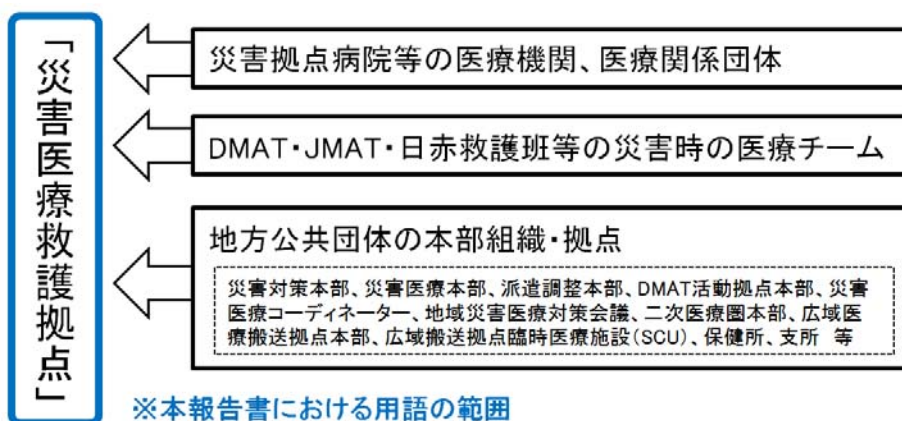 「災害医療救護拠点」
災害拠点病院等の医療機関、医療関係団体
DMAT・JMAT・日赤救護班等の災害時の医療チーム
地方公共団体の本部組織・拠点
災害対策本部、災害医療本部、派遣調整本部、DMAT活動拠点本部、災害
医療コーディネーター、地域災害医療対策会議、二次医療圏本部、広域医
療搬送拠点本部、広域搬送拠点臨時医療施設(SCU)、保健所、支所 等
※本報告書における用語の範囲